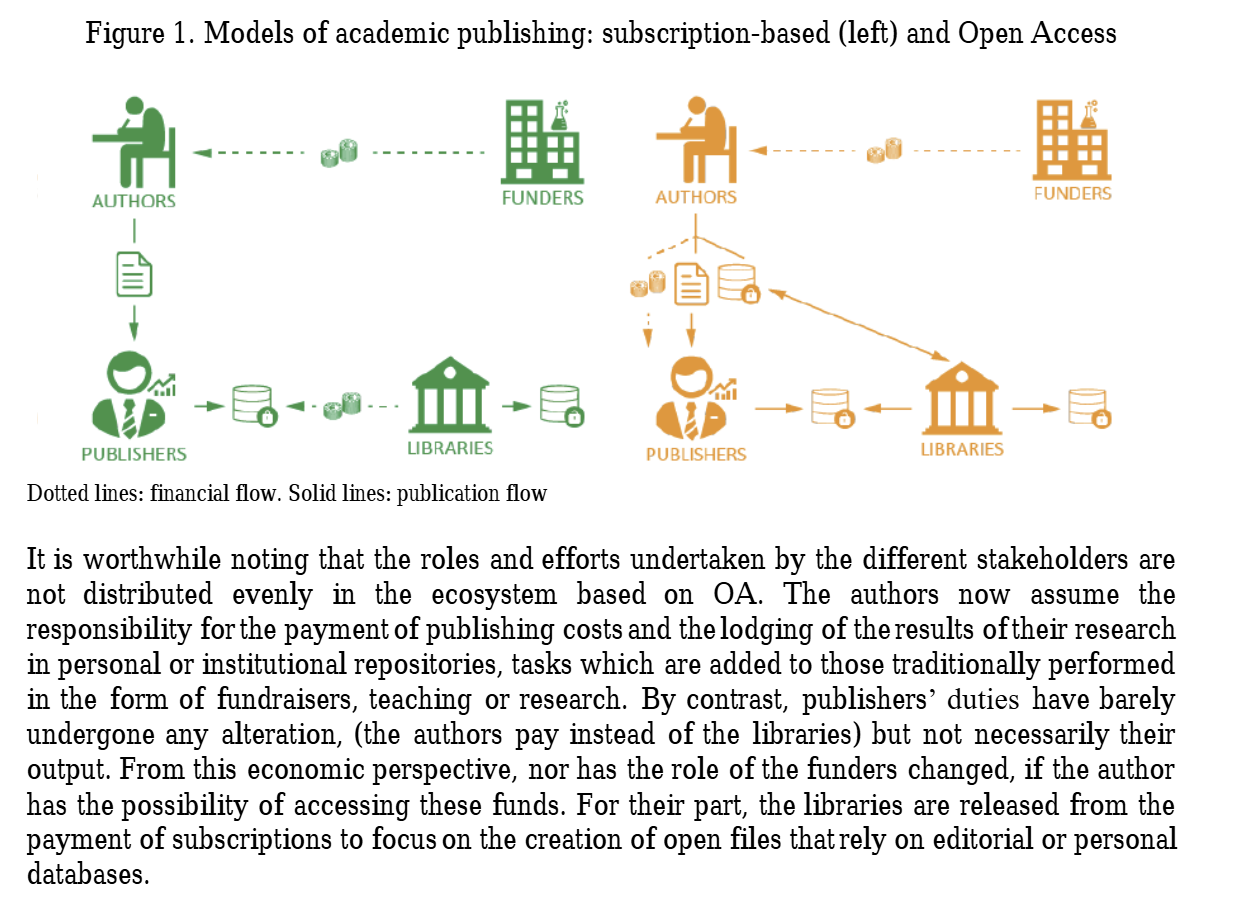 Figure 1. Models of academic publishing: subscription-based (left) and Open Access
AUTHORS
FUNDERS
AUTHORS
FUNDERS
PUBLISHERS
LIBRARIES
PUBLISHERS
LIBRARIES
Dotted lines: financial flow. Solid lines: publication flow
It is worthwhile noting that the roles and efforts undertaken by the different stakeholders are
not distributed evenly in the ecosystem based on OA. The authors now assume the
responsibility for the payment of publishing costs and the lodging of the results of their research
in personal or institutional repositories, tasks which are added to those traditionally performed
in the form of fundraisers, teaching or research. By contrast, publishers’ duties have barely
undergone any alteration, (the authors pay instead of the libraries) but not necessarily their
output. From this economic perspective, nor has the role of the funders changed, if the author
has the possibility of accessing these funds. For their part, the libraries are released from the
payment of subscriptions to focus on the creation of open files that rely on editorial or personal
databases.